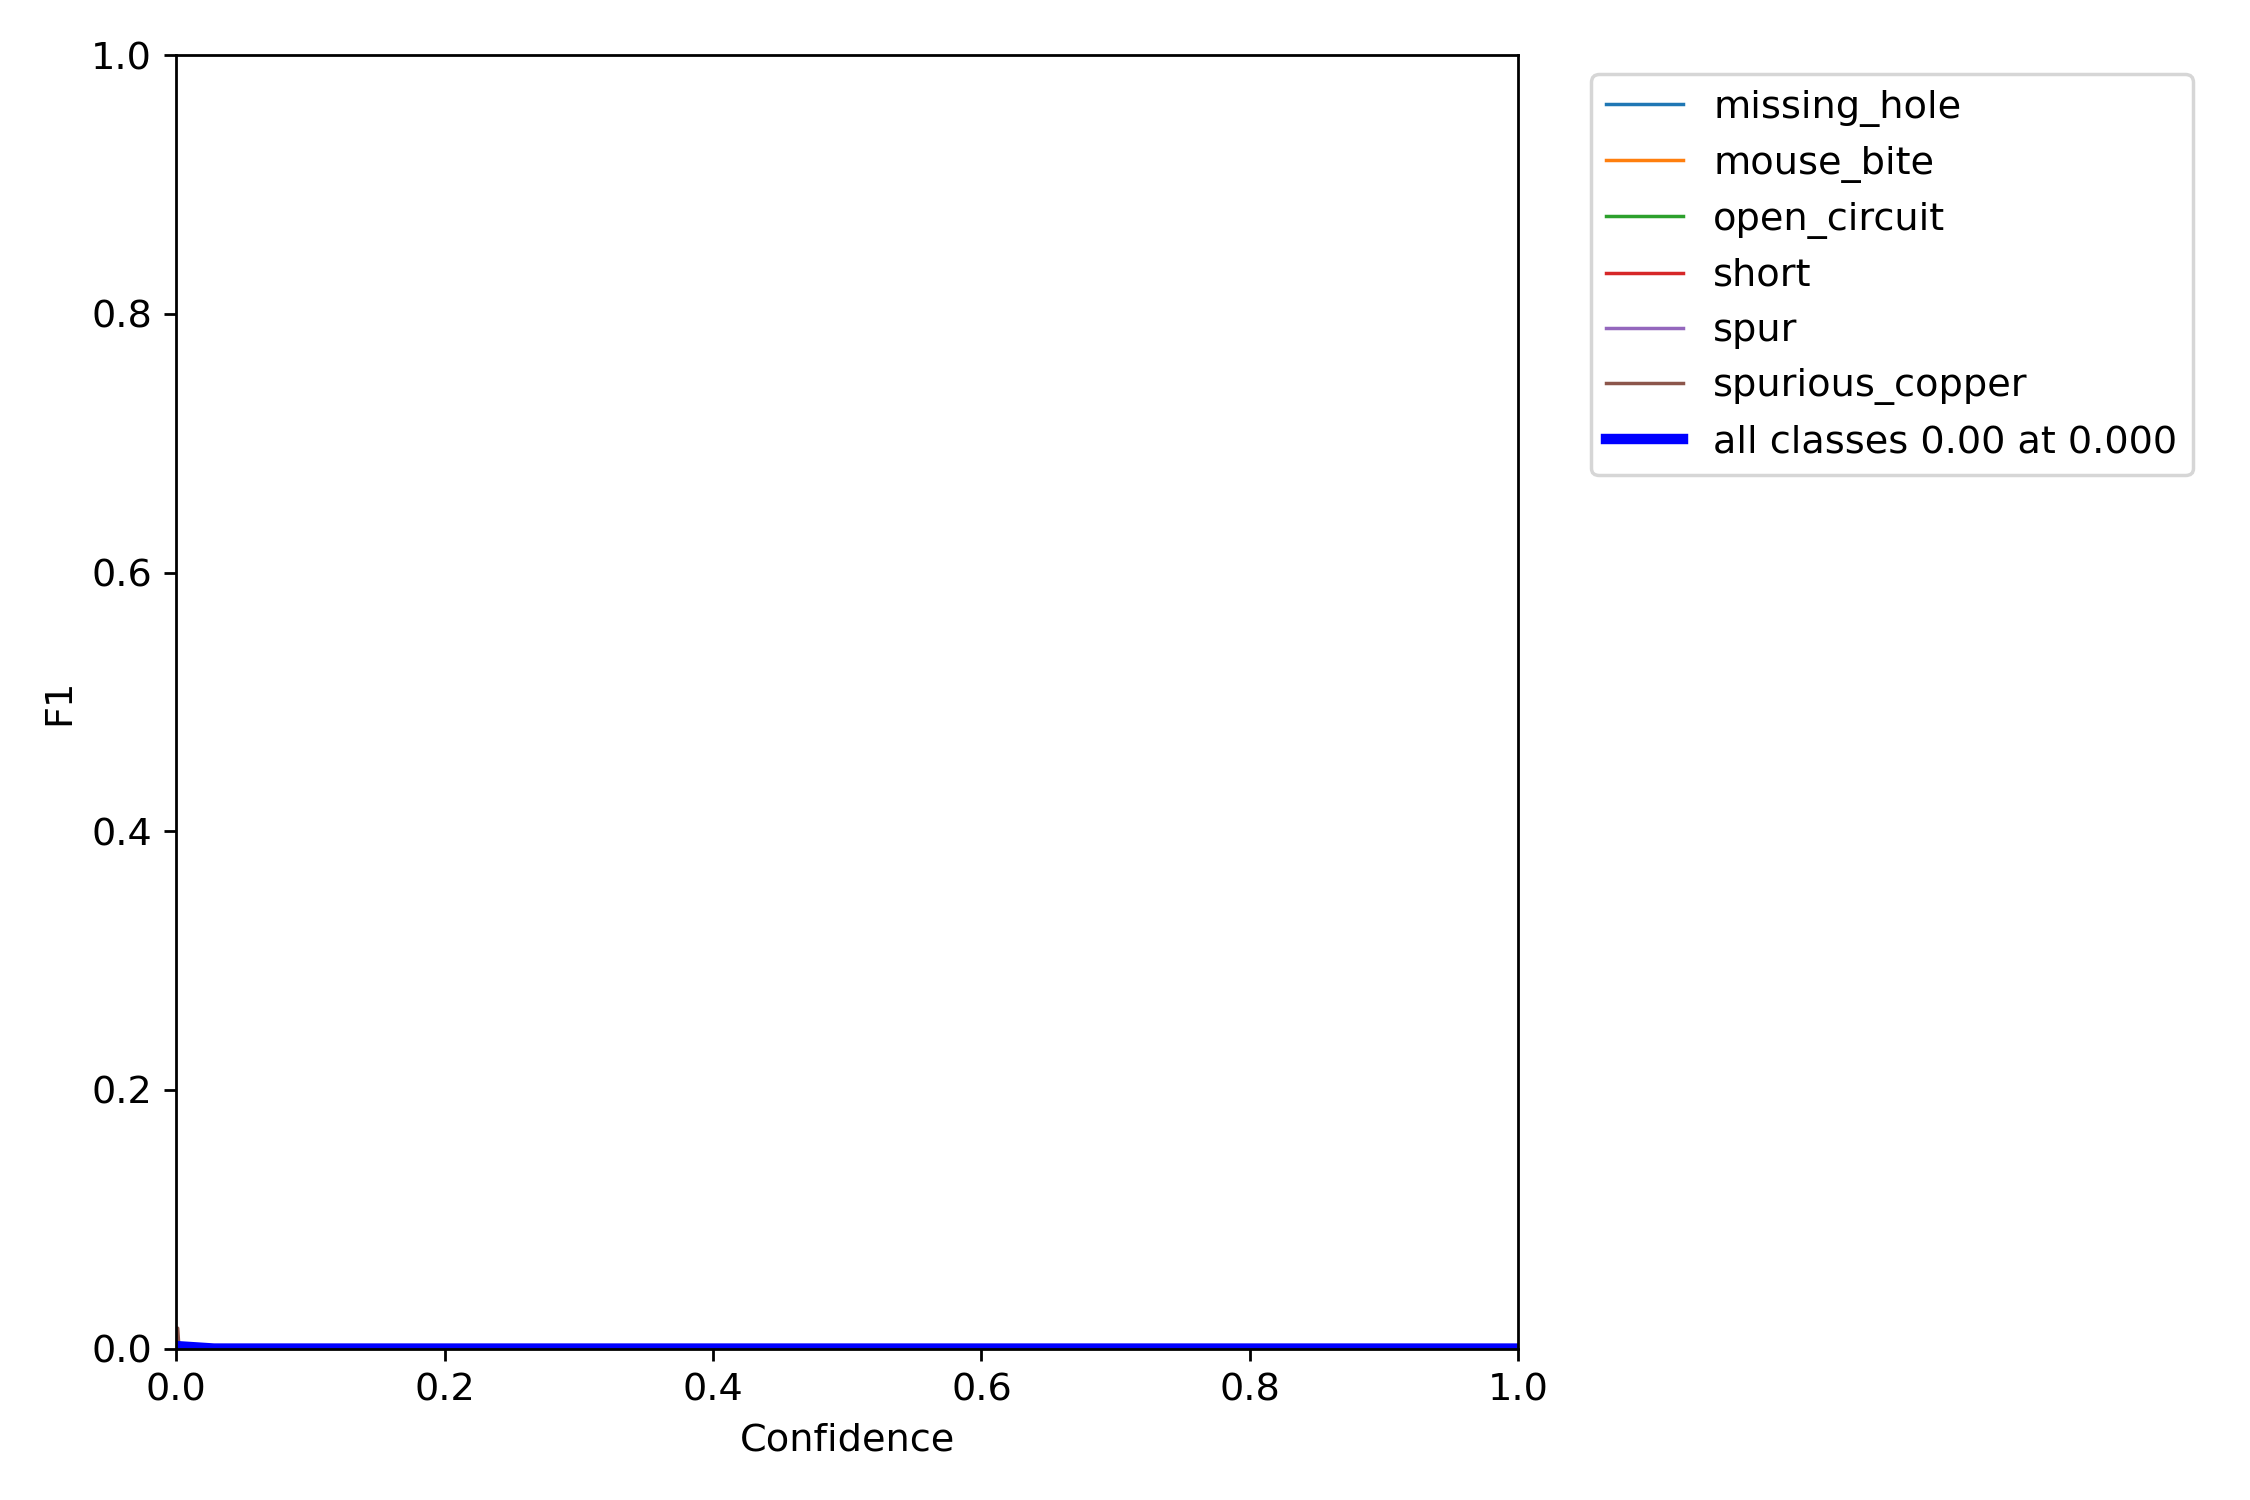 1.0
0.8
0.6
0.4
0.2
0.0
F1
0.0 0.2 0.4 0.6 0.8 1.0
Confidence
missing_hole
mouse_bite
open_circuit
short
spur
spurious_copper
all classes 0.00 at 0.000